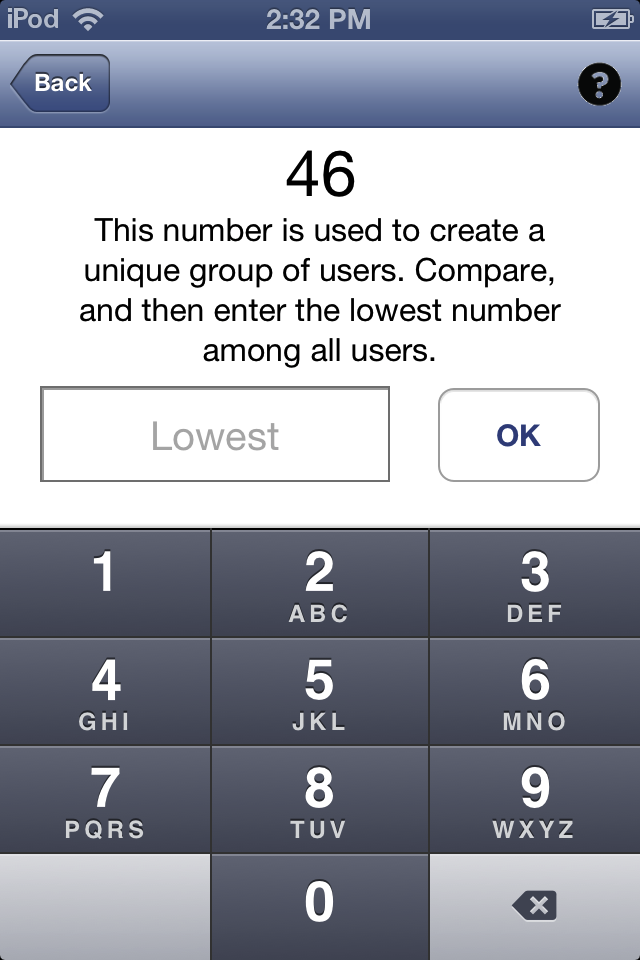 iPod 2:32 PM
Back ?
46
This number is used to create a
unique group of users. Compare,
and then enter the lowest number
among all users.
Lowest OK
1 2 3
ABC DEF
4 5 6
GHI JKL MNO
7 8 9
PQRS TUV WXYZ
0